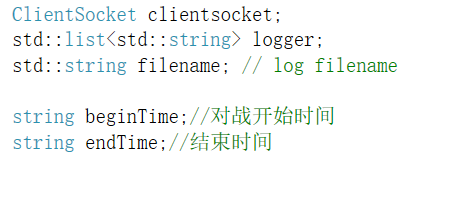 ClientSocket clientsocket;
std::list<std::string> logger;
std::string filename; // log filename
string beginTime;//对战开始时间
string endTime;//结束时间